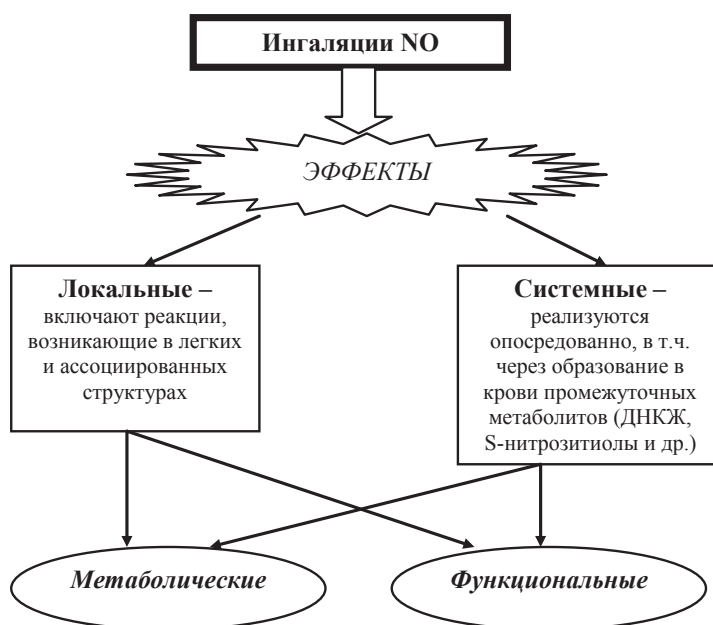 Ингаляции NO
ЭФФЕКТЫ
Локальные –
включают реакции,
возникающие в легких
и ассоциированных
структурах
Системные –
реализуются
опосредованно, в т.ч.
через образование в
крови промежуточных
метаболитов (ДНКЖ,
S-нитрозитиолы и др.)
Метаболические
Функциональные